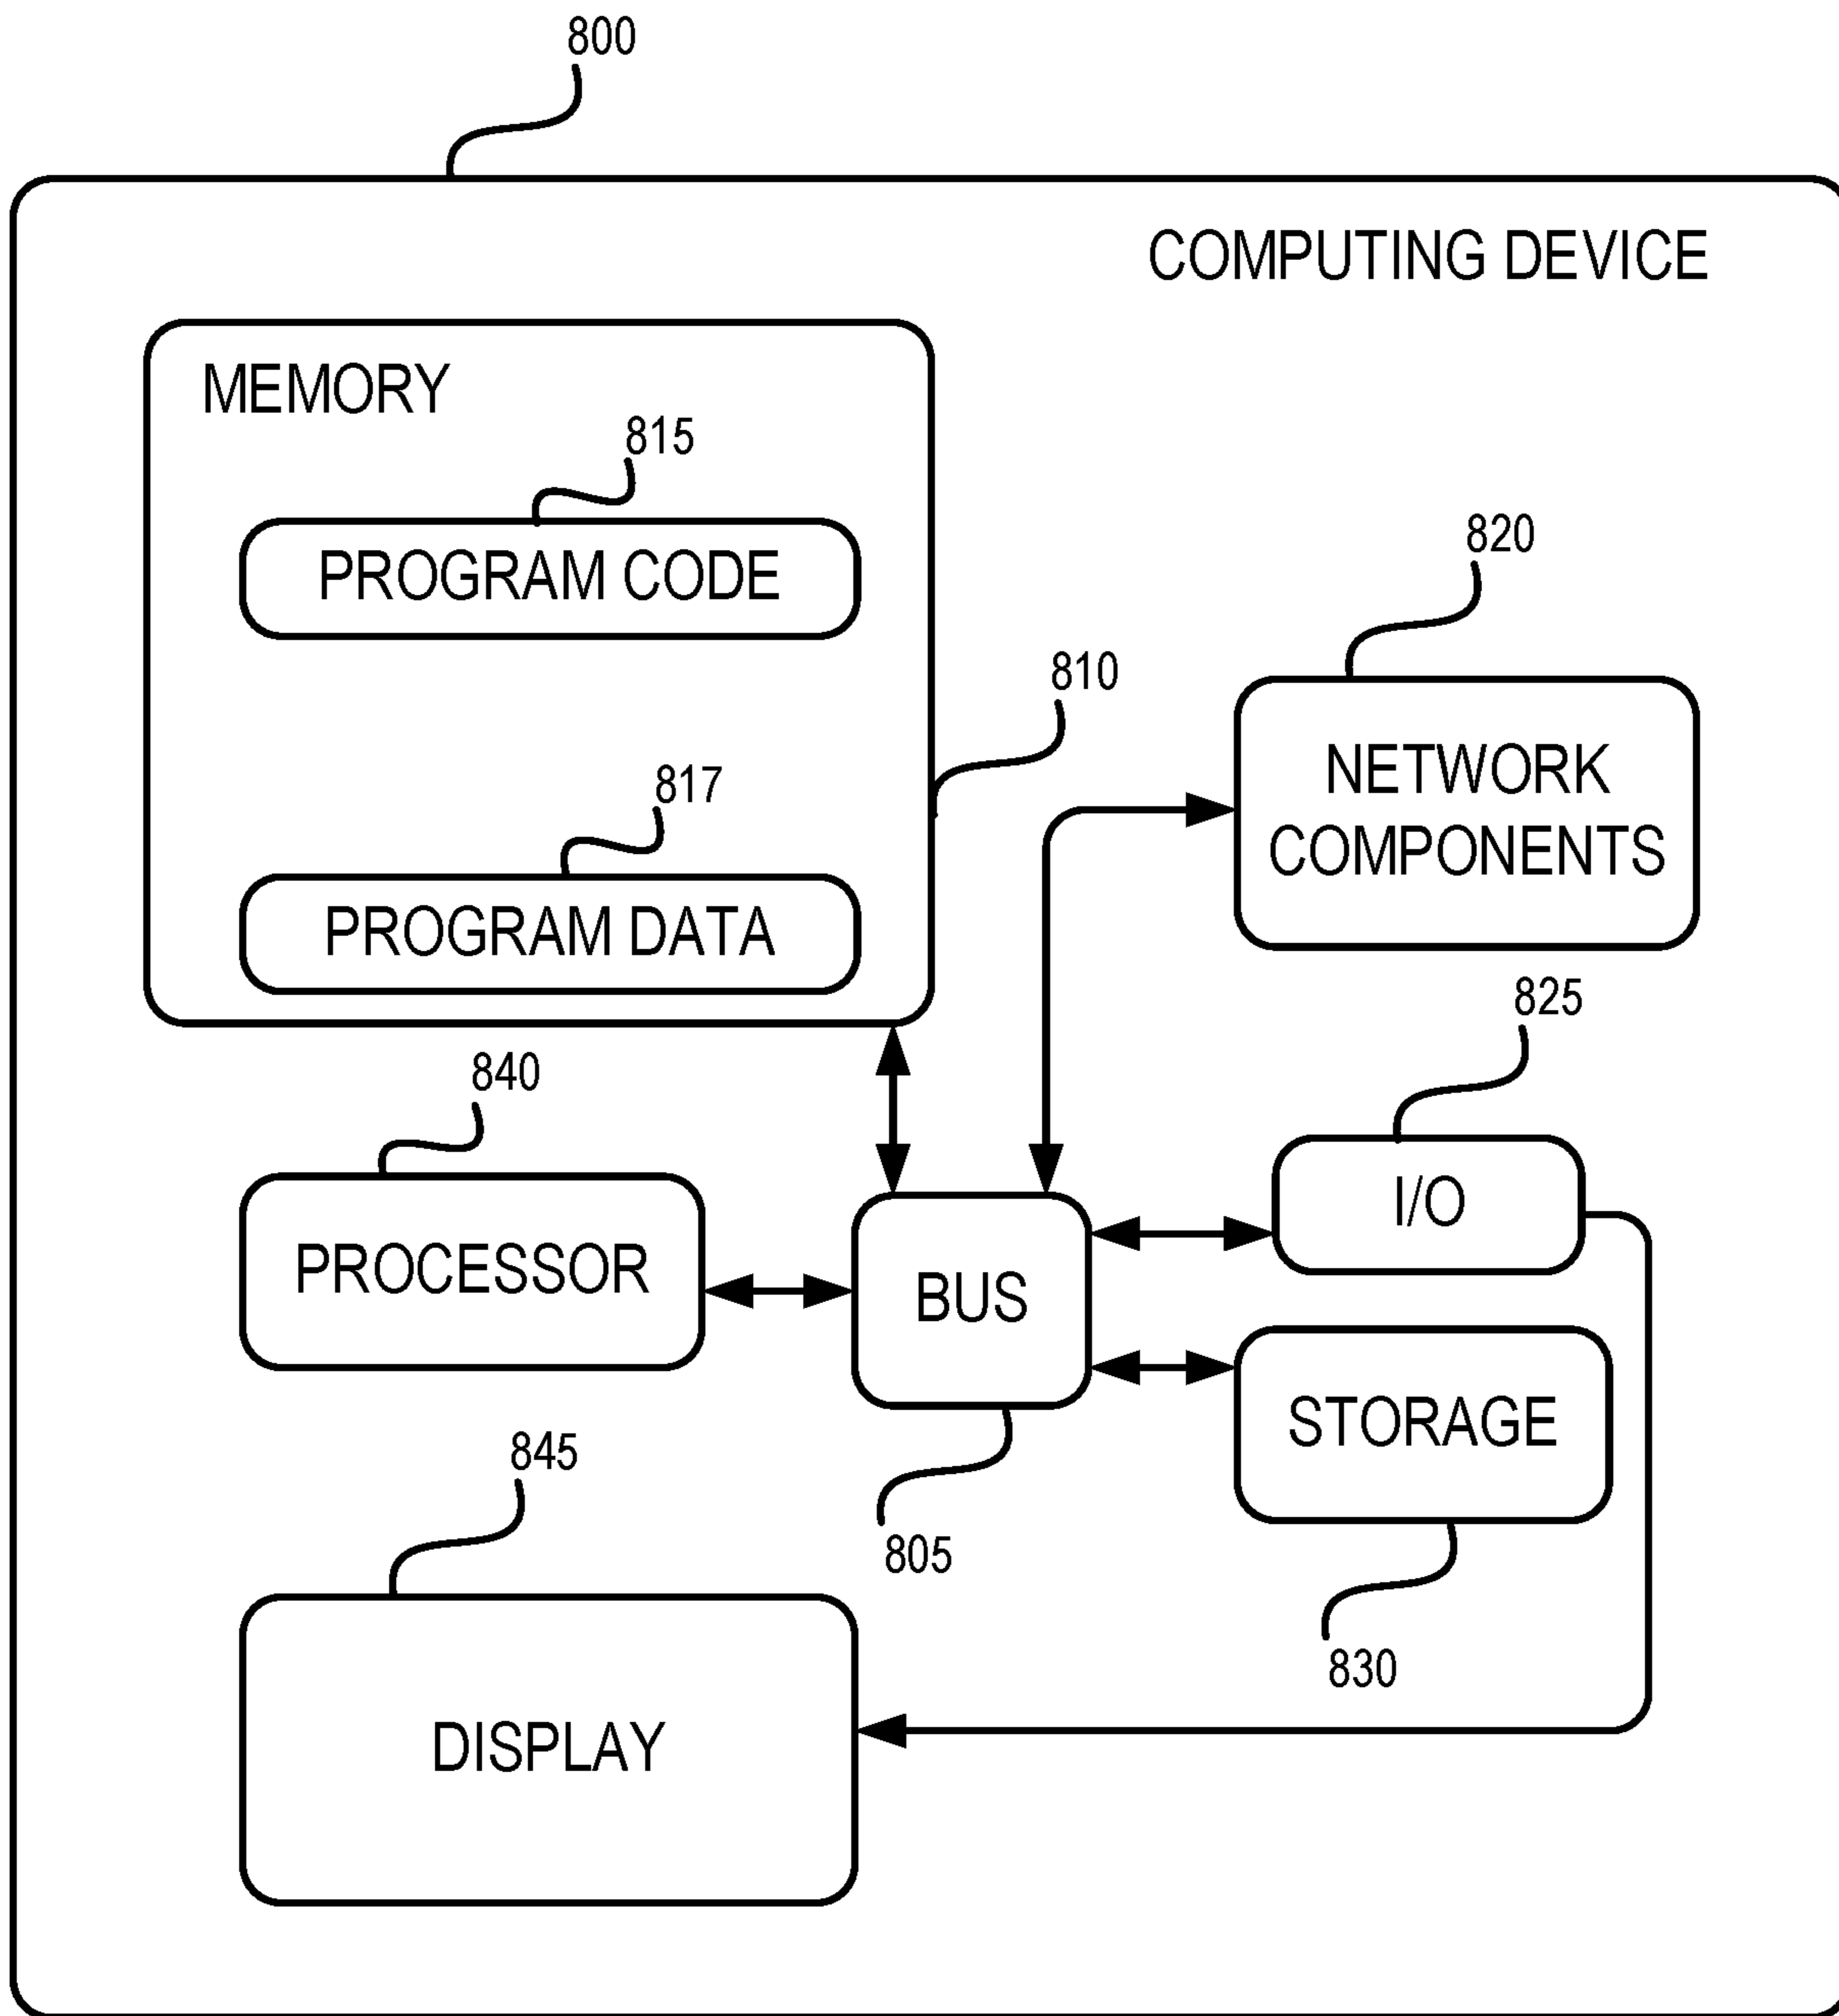 800
COMPUTING DEVICE
MEMORY
815
PROGRAM CODE
820
810
NETWORK
COMPONENTS
817
PROGRAM DATA
825
840
I/O
PROCESSOR
BUS
STORAGE
845
805
830
DISPLAY